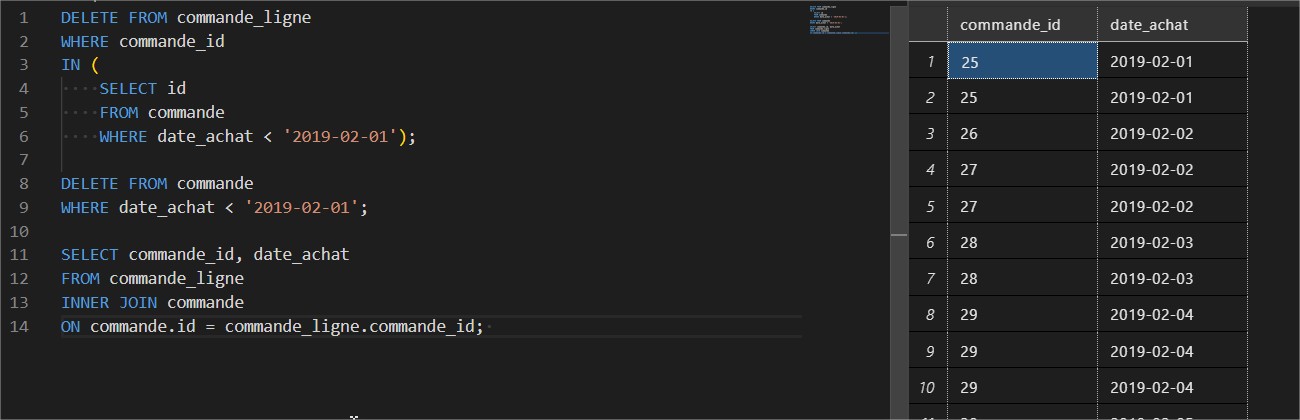 1 DELETE FROM commande_ligne
2 WHERE commande_id
3 IN (
4 ····SELECT id
5 ····FROM commande
6 ····WHERE date_achat < '2019-02-01');
7
8 DELETE FROM commande
9 WHERE date_achat < '2019-02-01';
10
11 SELECT commande_id, date_achat
12 FROM commande_ligne
13 INNER JOIN commande
14 ON commande.id = commande_ligne.commande_id;·
commande_id date_achat
1 25 2019-02-01
2 25 2019-02-01
3 26 2019-02-02
4 27 2019-02-02
5 27 2019-02-02
6 28 2019-02-03
7 28 2019-02-03
8 29 2019-02-04
9 29 2019-02-04
10 29 2019-02-04